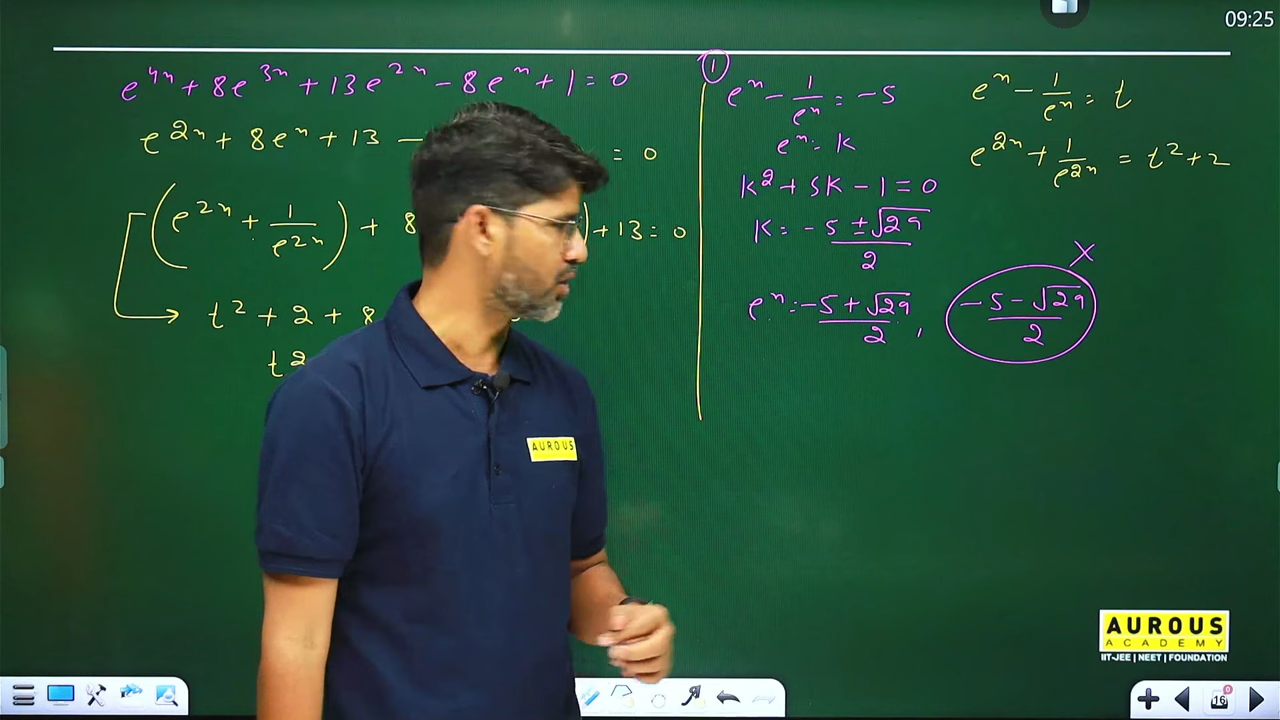 09:25
e^{4x} + 8e^{3x} + 13e^{2x} - 8e^{x} + 1 = 0
e^{2x} + 8e^{x} + 13 - = 0
(e^{2x} + 1/e^{2x}) + 8 ) + 13 = 0
t² + 2 + 8
t²
①
e^{x} - 1/e^{x} = -5
e^{x} = k
k² + 5k - 1 = 0
k = -5 ± √29 / 2
e^{x} = -5 + √29 / 2 , -5 - √29 / 2 ×
e^{x} - 1/e^{x} = t
e^{2x} + 1/e^{2x} = t² + 2
AUROUS
AUROUS
ACADEMY
IIT-JEE | NEET | FOUNDATION
16
0